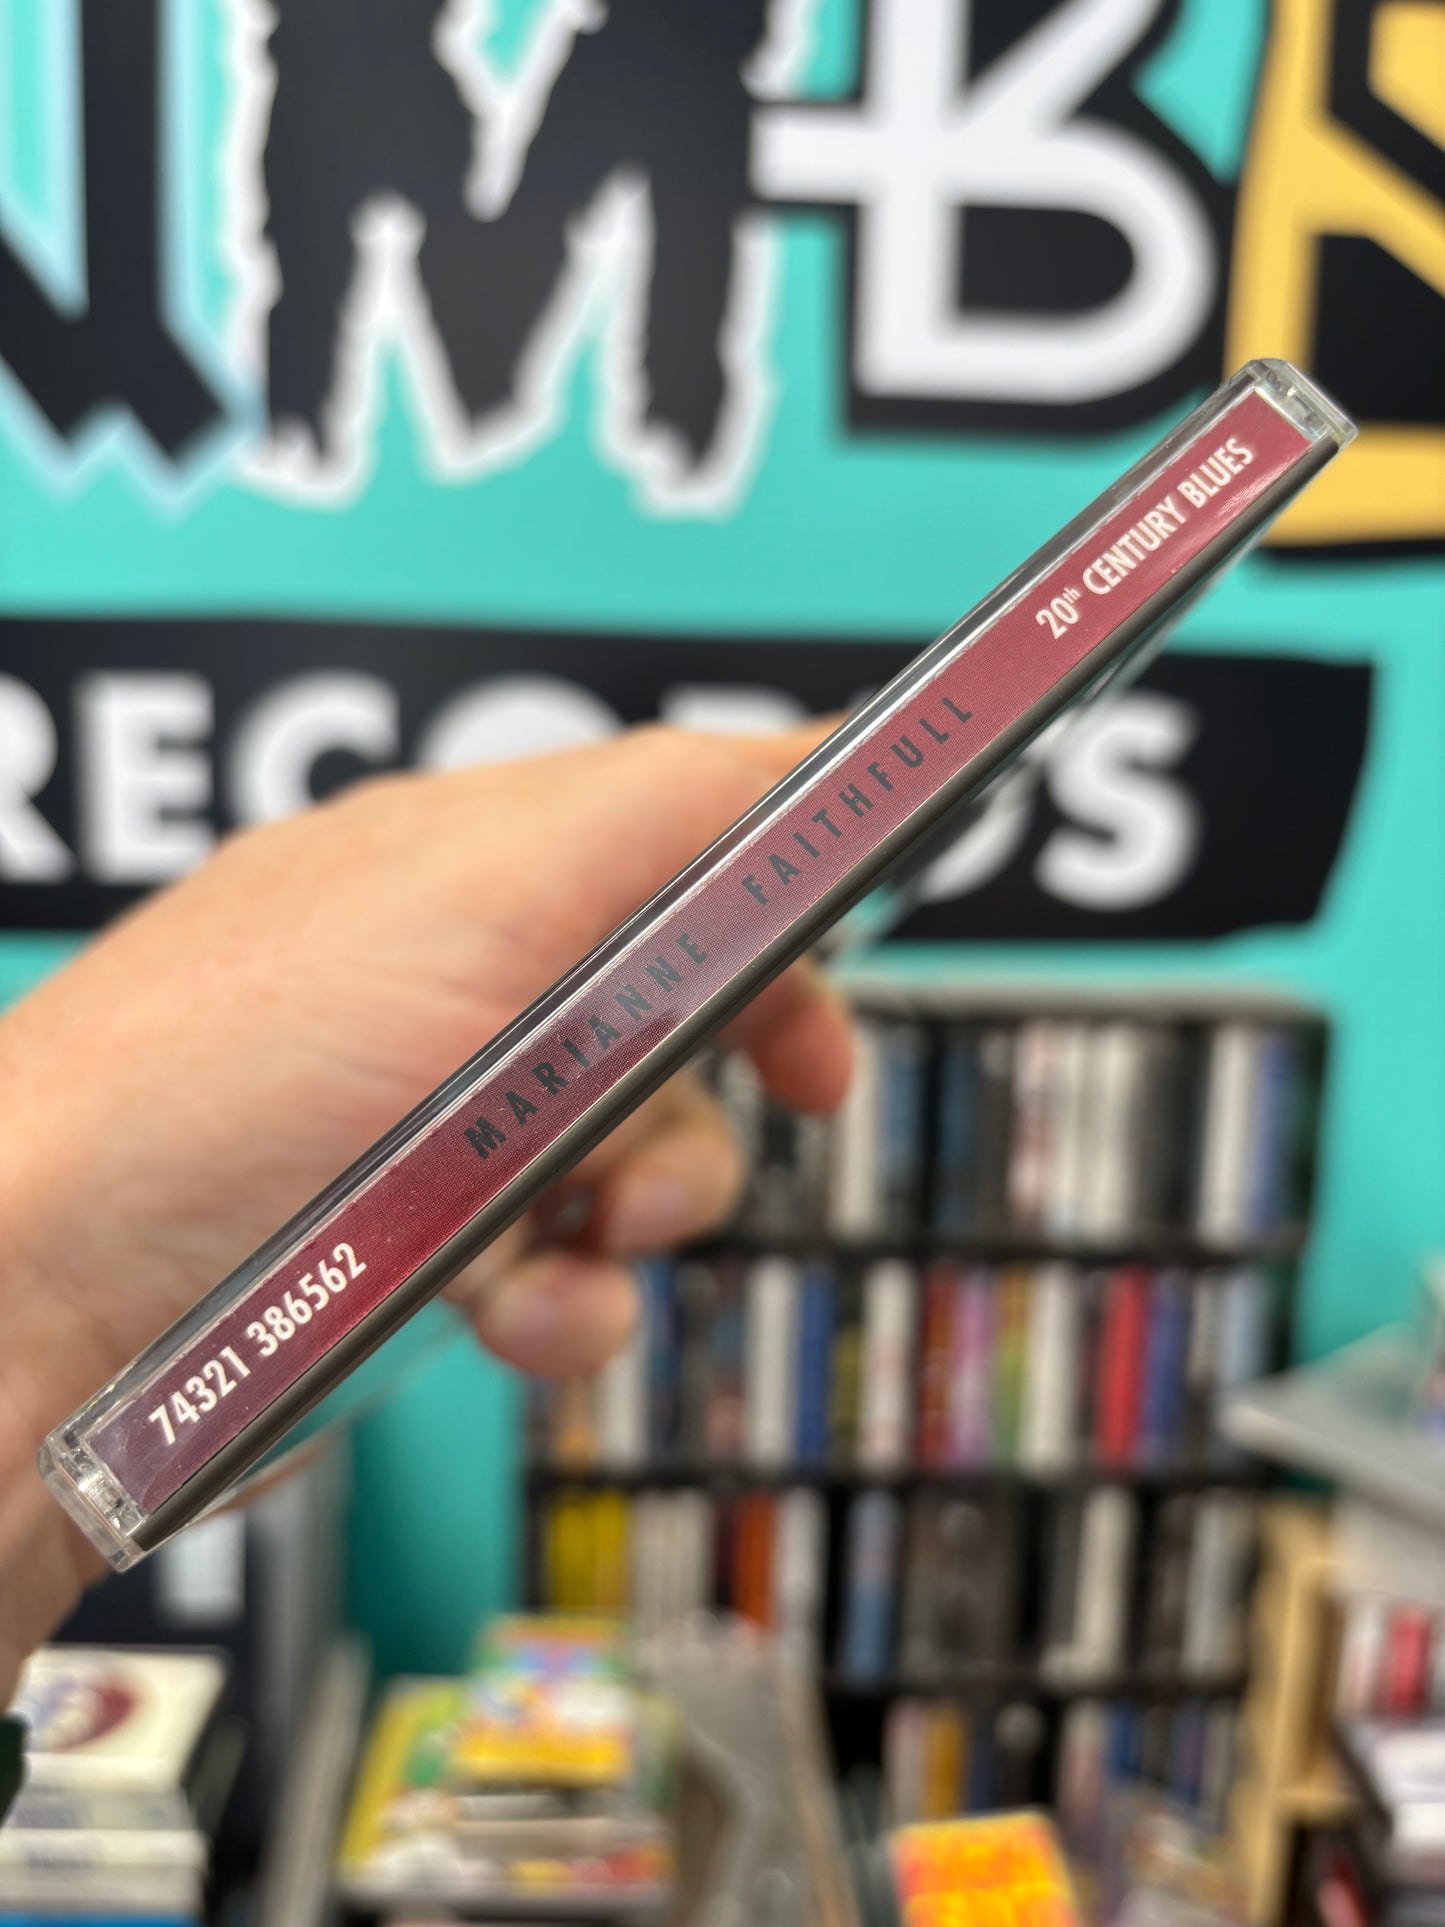 RECORDS
74321 386562 MARIANNE FAITHFULL 20th CENTURY BLUES